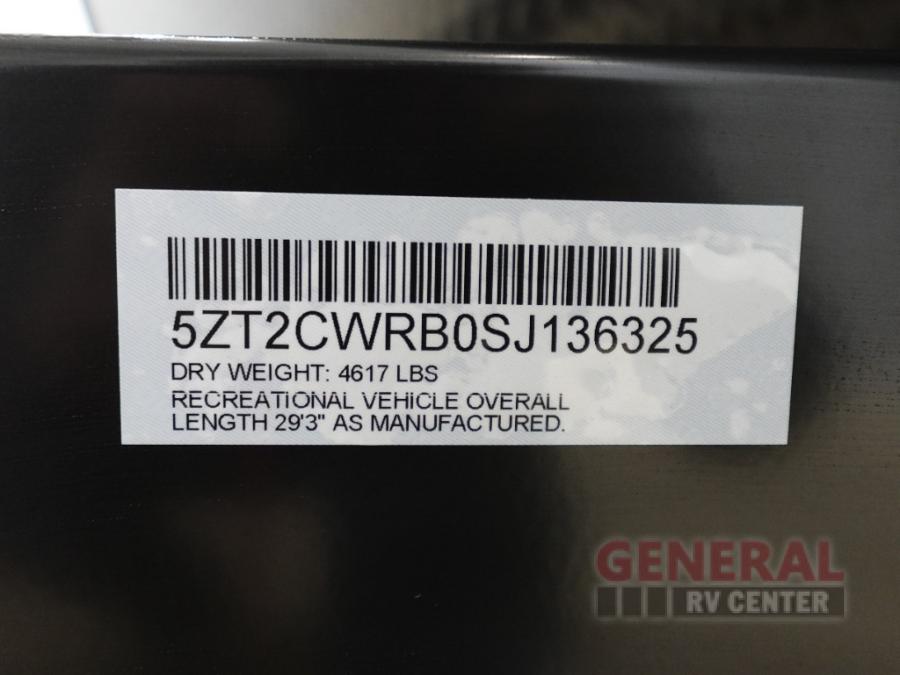 5ZT2CWRB0SJ136325
DRY WEIGHT: 4617 LBS
RECREATIONAL VEHICLE OVERALL
LENGTH 29'3" AS MANUFACTURED.
GENERAL
RV CENTER